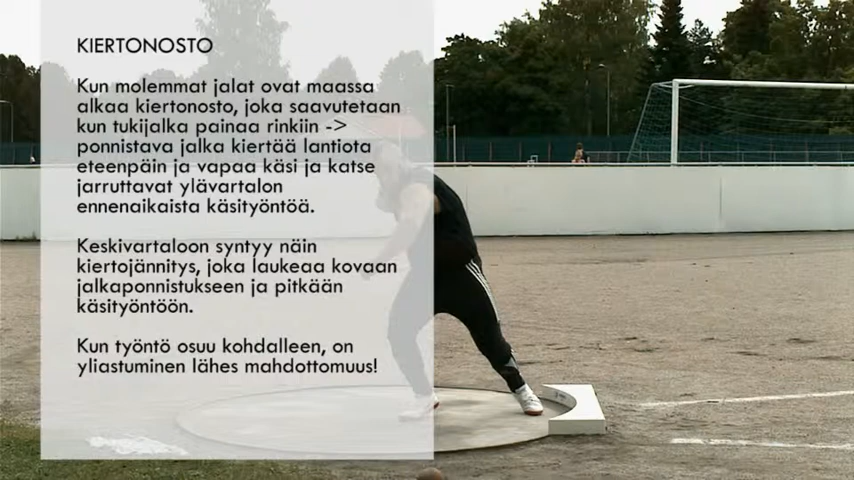 KIERTONOSTO
Kun molemmat jalat ovat maassa
alkaa kiertonosto, joka saavutetaan
kun tukijalka painaa rinkiin ->
ponnistava jalka kiertää lantiota
eteenpäin ja vapaa käsi ja katse
jarruttavat ylävartalon
ennenaikaista käsityöntöä.
Keskivartaloon syntyy näin
kiertojännitys, joka laukeaa kovaan
jalkaponnistukseen ja pitkään
käsityöntöön.
Kun työntö osuu kohdalleen, on
yliastuminen lähes mahdottomuus!